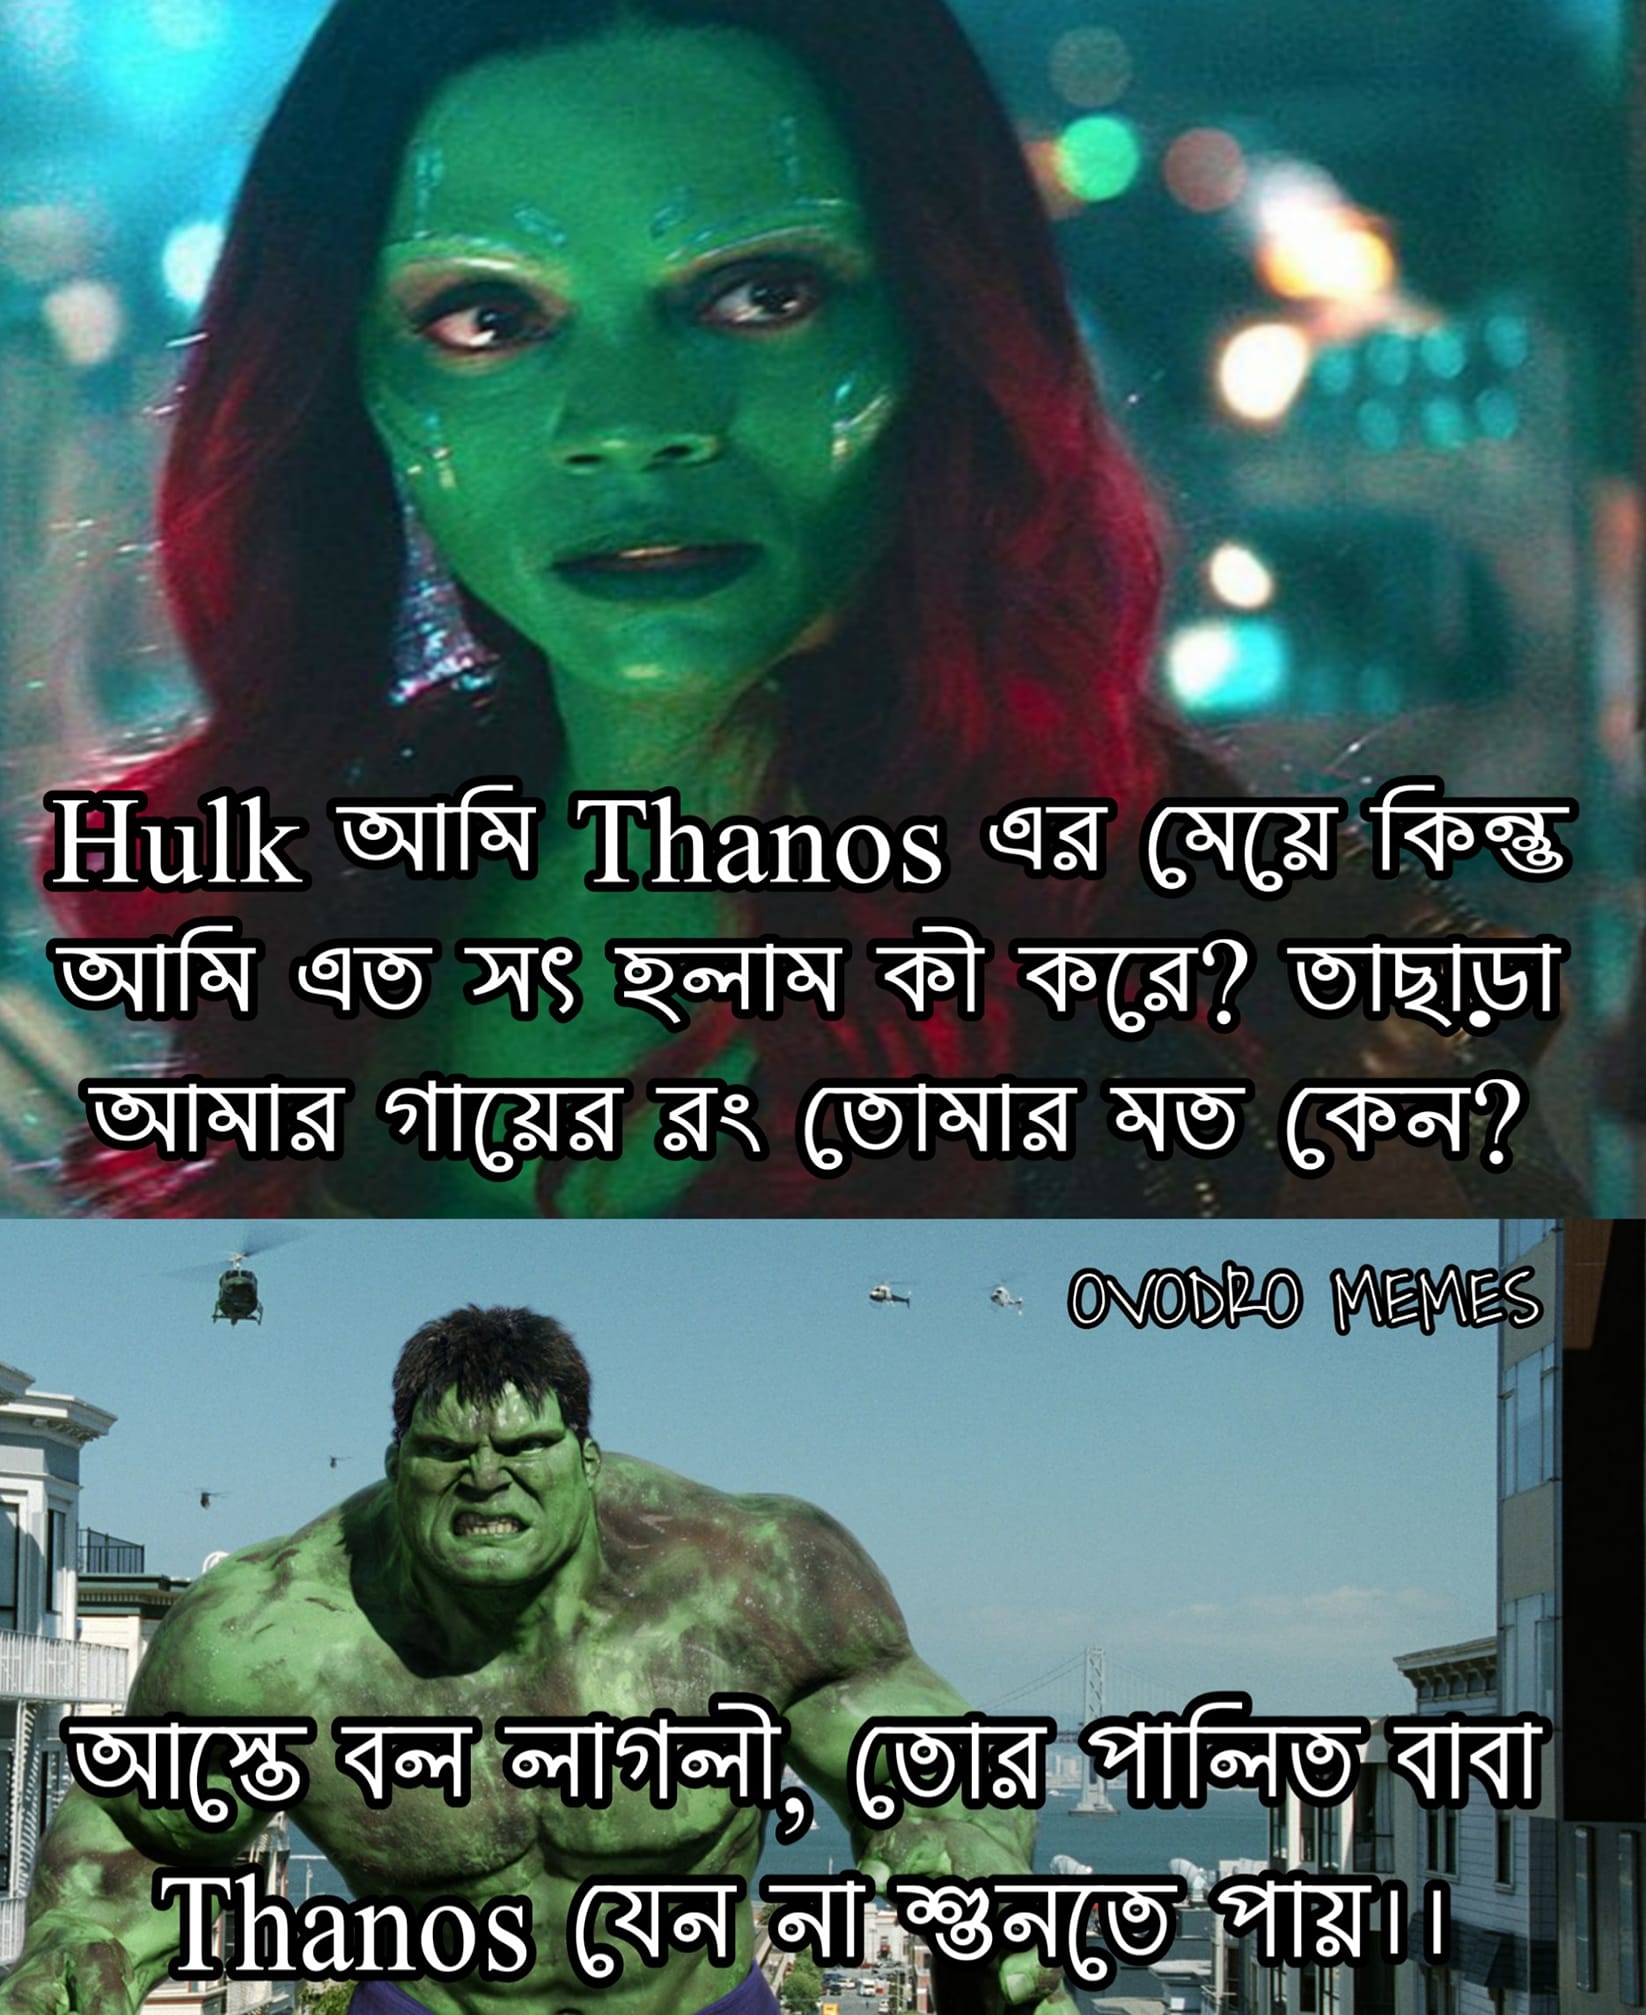 Hulk আমি Thanos এর মেয়ে কিন্তু
আমি এত সৎ হলাম কী করে? তাছাড়া
আমার গায়ের রং তোমার মত কেন?
OVODRO MEMES
আস্তে বল লাগলী, তোর পালিত বাবা
Thanos যেন না শুনতে পায়।।